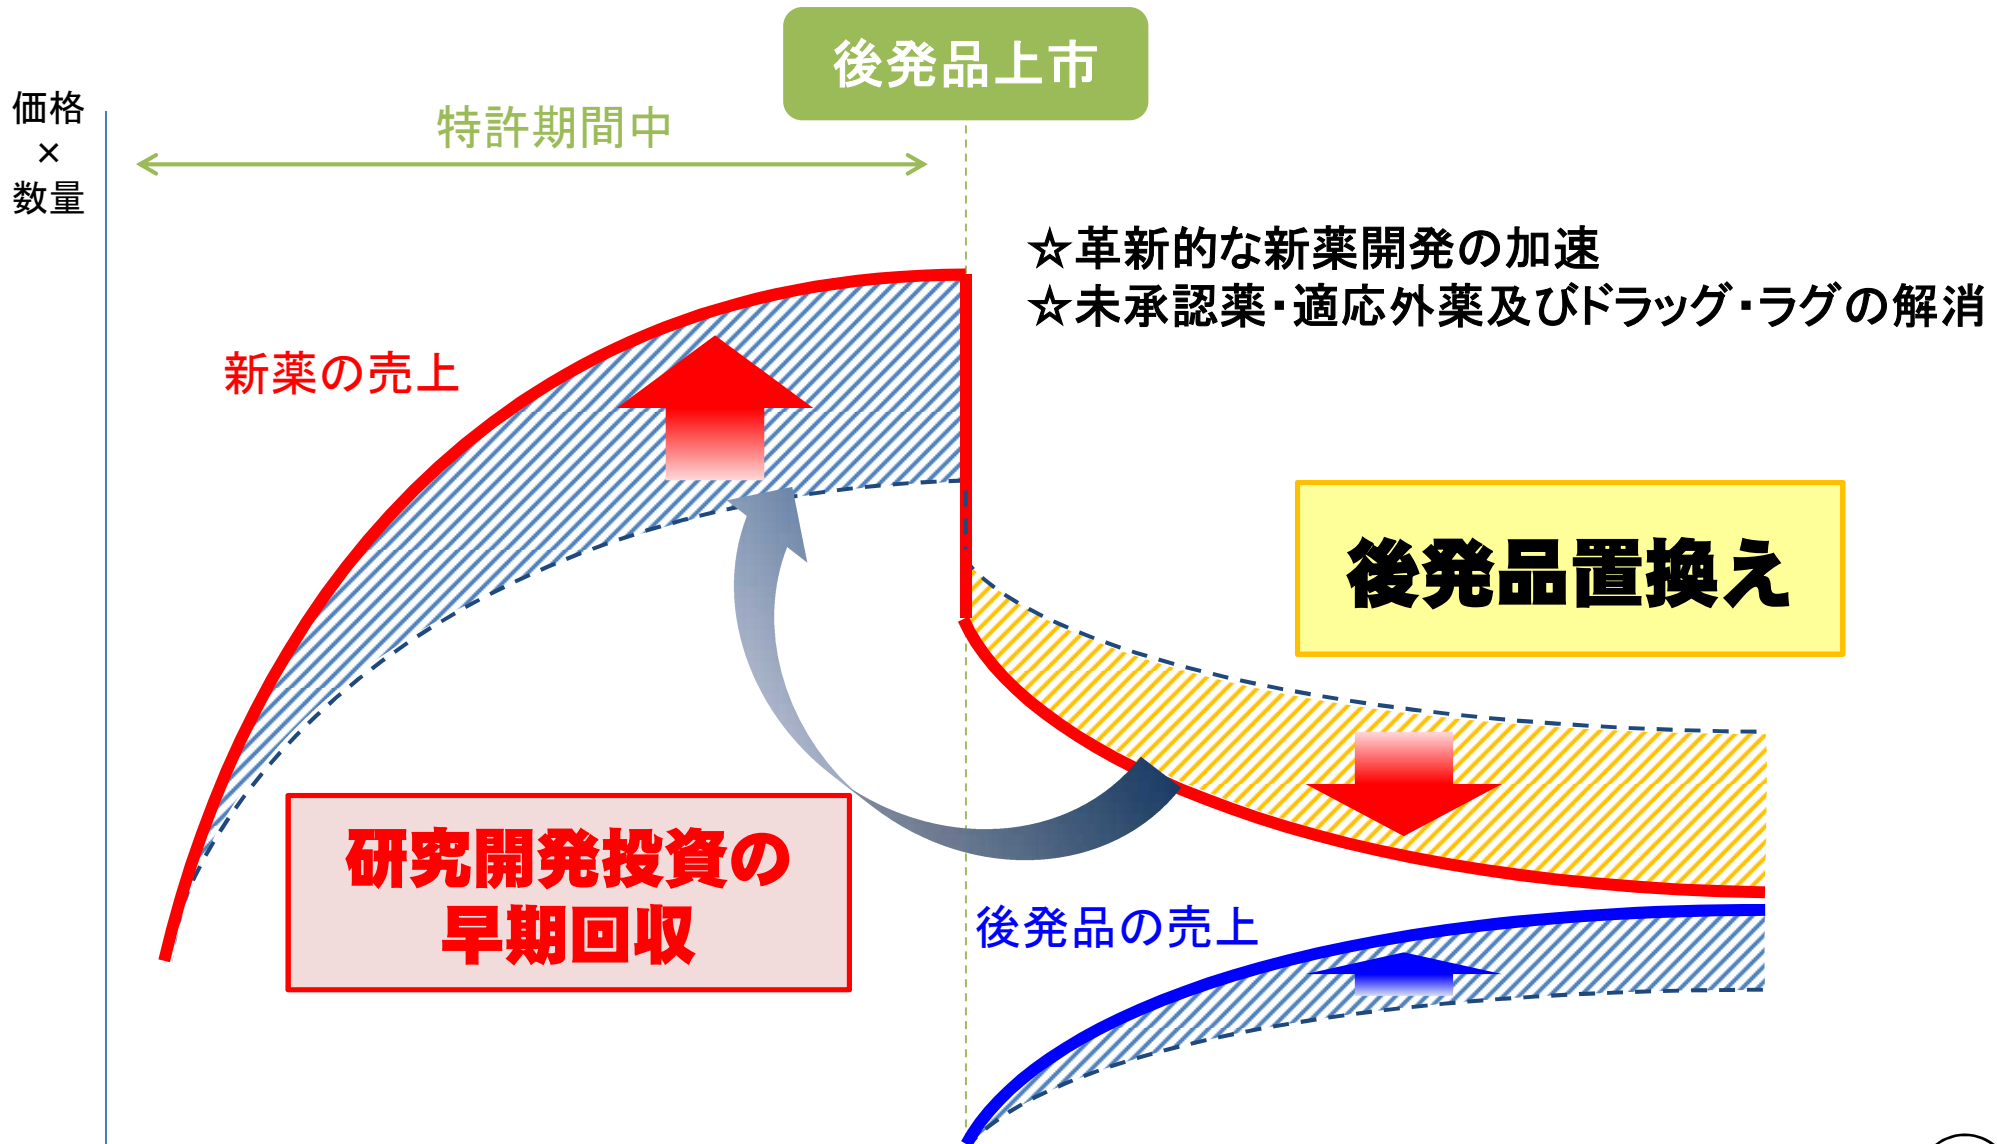 後発品上市
価格
×
数量
特許期間中
☆革新的な新薬開発の加速
☆未承認薬・適応外薬及びドラッグ・ラグの解消
新薬の売上
後発品置換え
研究開発投資の
早期回収
後発品の売上